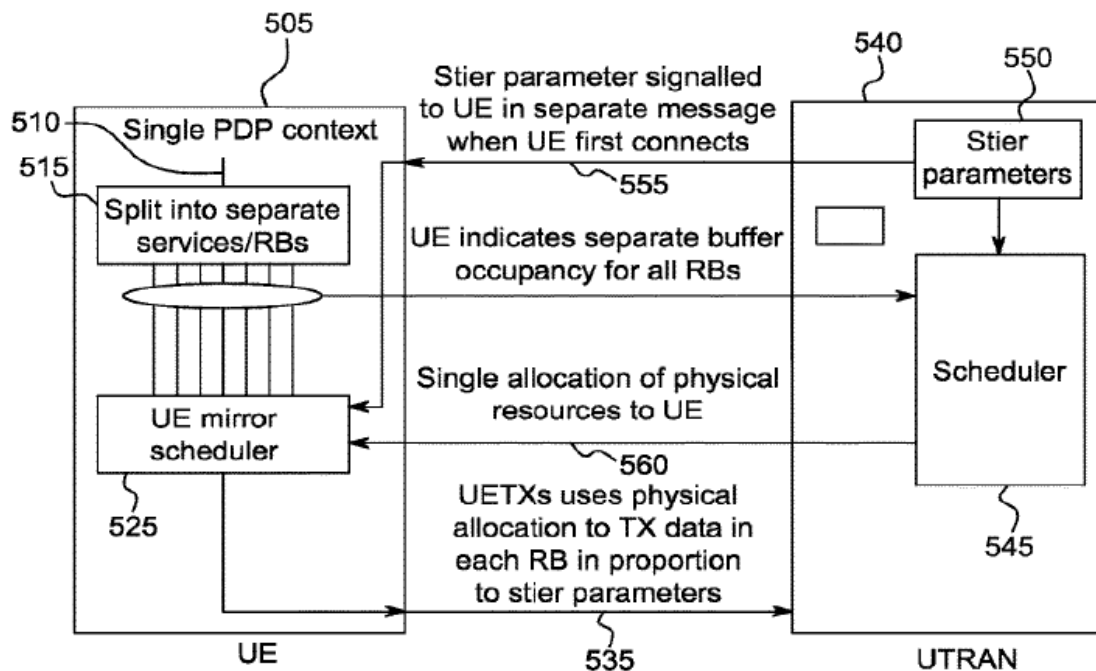 505
540
550
510
515
Single PDP context
Split into separate
services/RBs
Stier parameter signalled
to UE in separate message
when UE first connects
555
Stier
parameters
UE indicates separate buffer
occupancy for all RBs
Single allocation of physical
resources to UE
560
Scheduler
545
UE mirror
scheduler
525
UETXs uses physical
allocation to TX data in
each RB in proportion
to stier parameters
535
UE
UTRAN